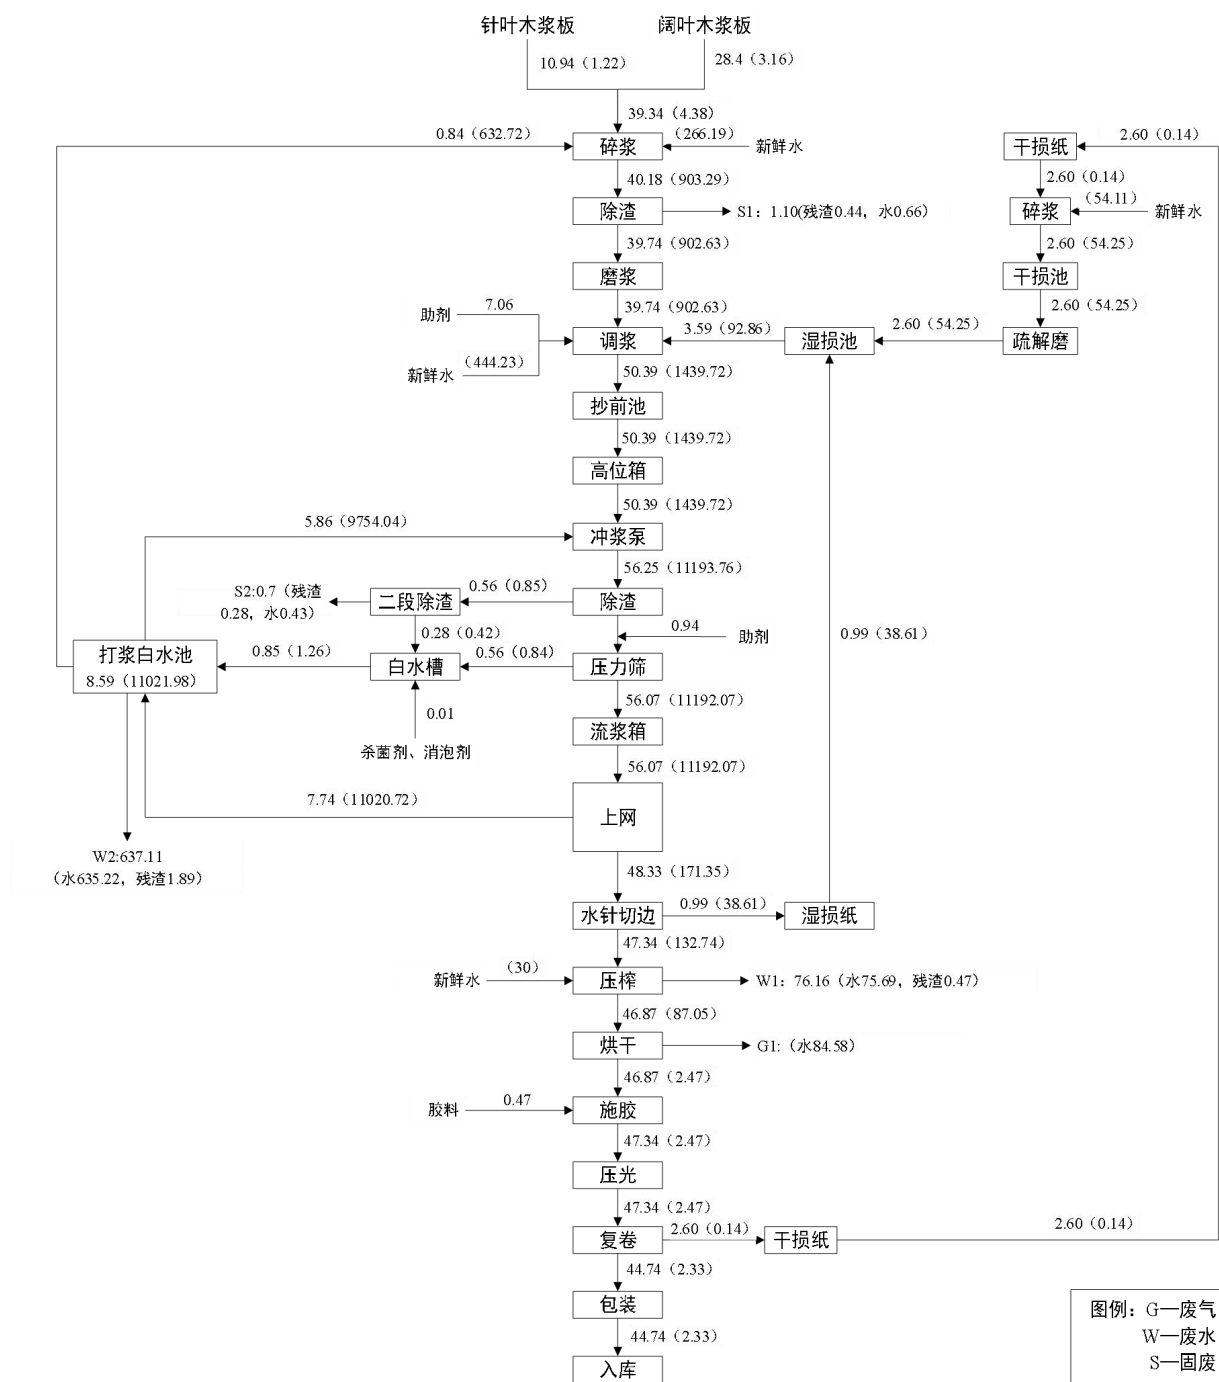 针叶木浆板
阔叶木浆板
10.94（1.22）
28.4（3.16）
39.34（4.38）
0.84（632.72）
碎浆
（266.19）
新鲜水
干损纸
2.60（0.14）
40.18（903.29）
2.60（0.14）
除渣
S1：1.10(残渣0.44，水0.66）
碎浆
（54.11）
新鲜水
39.74（902.63）
2.60（54.25）
磨浆
干损池
7.06
39.74（902.63）
2.60（54.25）
助剂
调浆
3.59（92.86）
湿损池
2.60（54.25）
疏解磨
（444.23）
新鲜水
50.39（1439.72）
抄前池
50.39（1439.72）
高位箱
50.39（1439.72）
5.86（9754.04）
冲浆泵
56.25（11193.76）
S2:0.7（残渣
0.28，水0.43）
二段除渣
0.56（0.85）
除渣
0.28（0.42）
0.94
助剂
0.99（38.61）
打浆白水池
8.59（11021.98）
0.85（1.26）
白水槽
0.56（0.84）
压力筛
0.01
56.07（11192.07）
杀菌剂、消泡剂
流浆箱
56.07（11192.07）
7.74（11020.72）
上网
W2:637.11
（水635.22，残渣1.89）
48.33（171.35）
水针切边
0.99（38.61）
湿损纸
47.34（132.74）
新鲜水
（30）
压榨
W1：76.16（水75.69，残渣0.47）
46.87（87.05）
烘干
G1:（水84.58）
46.87（2.47）
胶料
0.47
施胶
47.34（2.47）
压光
47.34（2.47）
复卷
2.60（0.14）
干损纸
2.60（0.14）
44.74（2.33）
包装
44.74（2.33）
入库
图例：G—废气
W—废水
S—固废